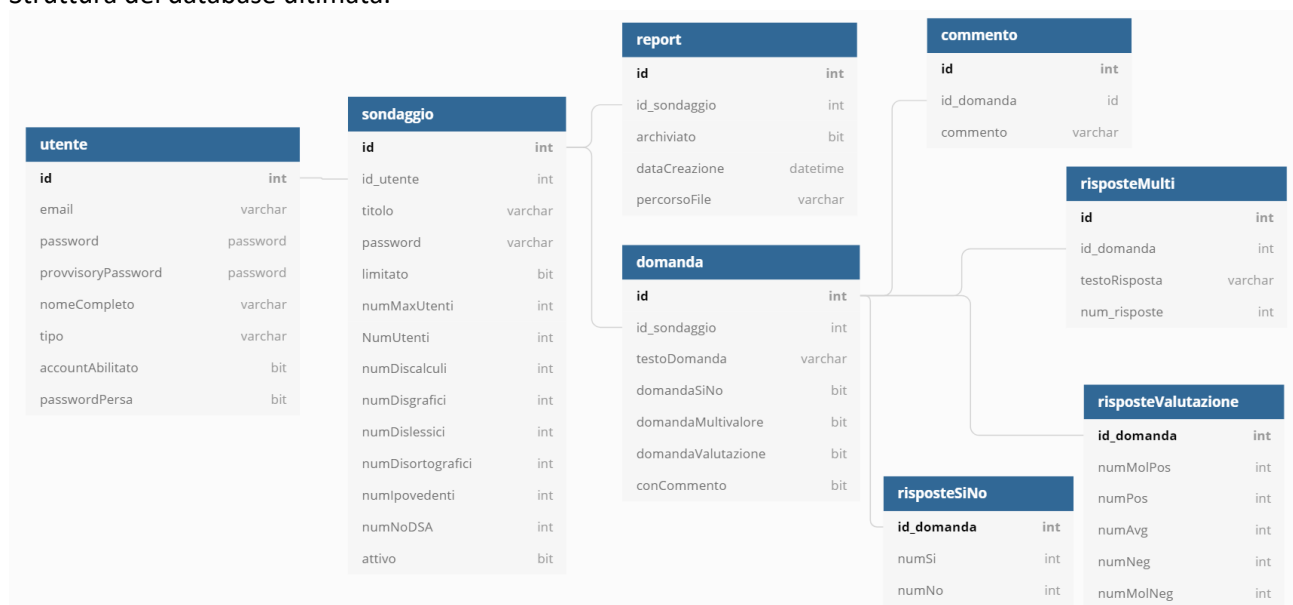 Struttura del database ultimata:
utente
id int
email varchar
password password
provvisoryPassword password
nomeCompleto varchar
tipo varchar
accountAbilitato bit
passwordPersa bit
sondaggio
id int
id_utente int
titolo varchar
password varchar
limitato bit
numMaxUtenti int
NumUtenti int
numDiscalculi int
numDisgrafici int
numDislessici int
numDisortografici int
numIpovedenti int
numNoDSA int
attivo bit
report
id int
id_sondaggio int
archiviato bit
dataCreazione datetime
percorsoFile varchar
domanda
id int
id_sondaggio int
testoDomanda varchar
domandaSiNo bit
domandaMultivalore bit
domandaValutazione bit
conCommento bit
commento
id int
id_domanda id
commento varchar
risposteMulti
id int
id_domanda int
testoRisposta varchar
num_risposte int
risposteSiNo
id_domanda int
numSi int
numNo int
risposteValutazione
id_domanda int
numMolPos int
numPos int
numAvg int
numNeg int
numMolNeg int